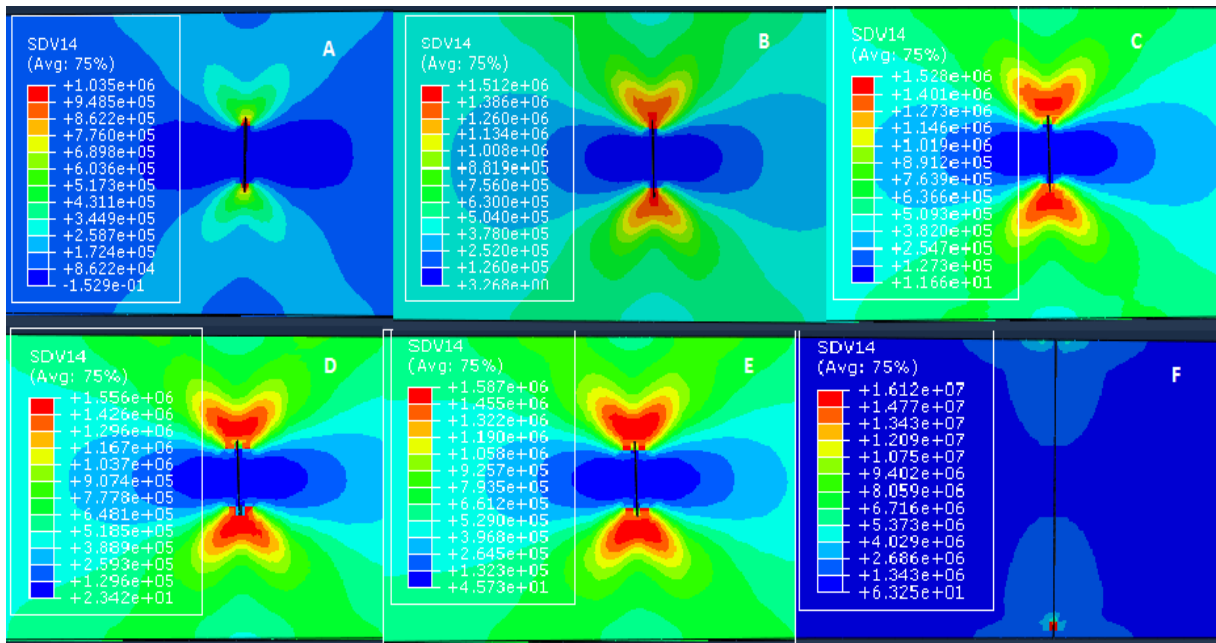 A
SDV14
(Avg: 75%)
+1.035e+06
+9.485e+05
+8.622e+05
+7.760e+05
+6.898e+05
+6.036e+05
+5.173e+05
+4.311e+05
+3.449e+05
+2.587e+05
+1.724e+05
+8.622e+04
-1.529e-01
B
SDV14
(Avg: 75%)
+1.512e+06
+1.386e+06
+1.260e+06
+1.134e+06
+1.008e+06
+8.819e+05
+7.560e+05
+6.300e+05
+5.040e+05
+3.780e+05
+2.520e+05
+1.260e+05
+3.268e+00
C
SDV14
(Avg: 75%)
+1.528e+06
+1.401e+06
+1.273e+06
+1.146e+06
+1.019e+06
+8.912e+05
+7.639e+05
+6.366e+05
+5.093e+05
+3.820e+05
+2.547e+05
+1.273e+05
+1.166e+01
D
SDV14
(Avg: 75%)
+1.556e+06
+1.426e+06
+1.296e+06
+1.167e+06
+1.037e+06
+9.074e+05
+7.778e+05
+6.481e+05
+5.185e+05
+3.889e+05
+2.593e+05
+1.296e+05
+2.342e+01
E
SDV14
(Avg: 75%)
+1.587e+06
+1.455e+06
+1.322e+06
+1.190e+06
+1.058e+06
+9.257e+05
+7.935e+05
+6.612e+05
+5.290e+05
+3.968e+05
+2.645e+05
+1.323e+05
+4.573e+01
F
SDV14
(Avg: 75%)
+1.612e+07
+1.477e+07
+1.343e+07
+1.209e+07
+1.075e+07
+9.402e+06
+8.059e+06
+6.716e+06
+5.373e+06
+4.029e+06
+2.686e+06
+1.343e+06
+6.325e+01